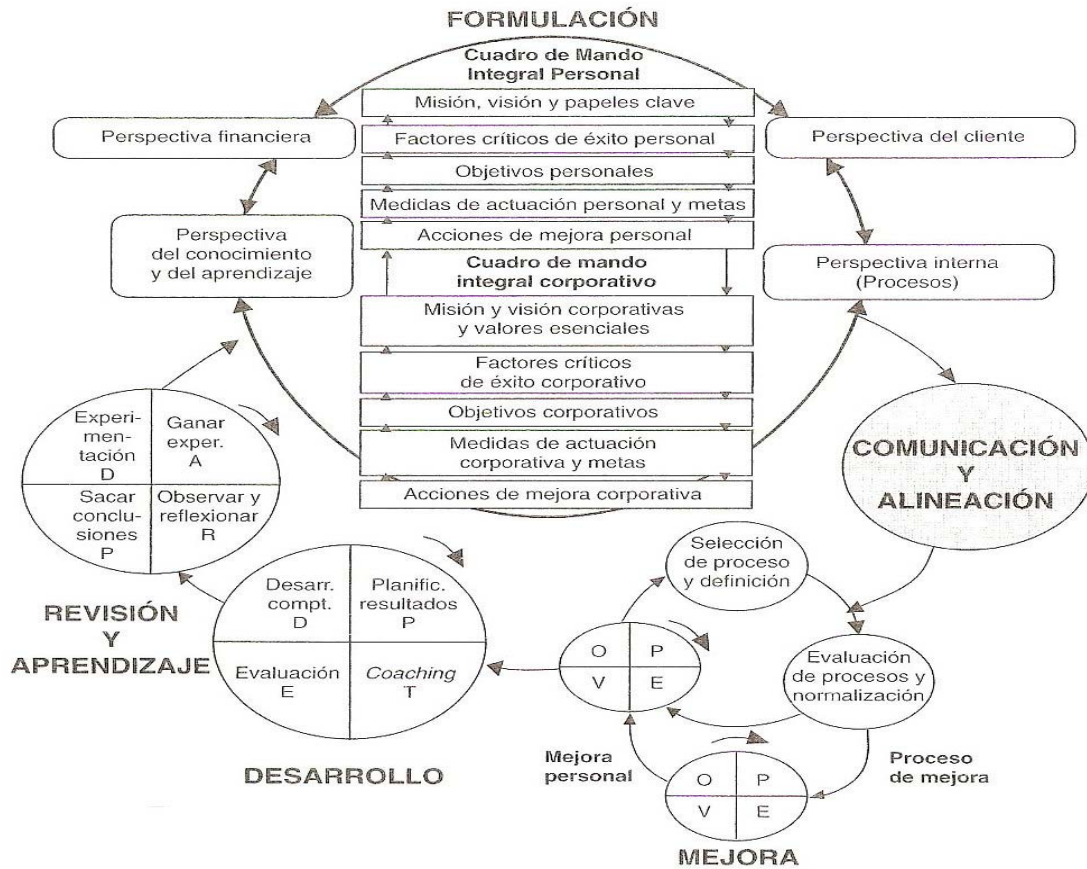 FORMULACIÓN
Cuadro de Mando
Integral Personal
Misión, visión y papeles clave
Factores críticos de éxito personal
Objetivos personales
Medidas de actuación personal y metas
Acciones de mejora personal
Perspectiva financiera
Perspectiva del cliente
Perspectiva
del conocimiento
y del aprendizaje
Perspectiva interna
(Procesos)
Cuadro de mando
integral corporativo
Misión y visión corporativas
y valores esenciales
Factores críticos
de éxito corporativo
Objetivos corporativos
Medidas de actuación
corporativa y metas
Acciones de mejora corporativa
COMUNICACIÓN
Y
ALINEACIÓN
Selección
de proceso
y definición
Evaluación
de procesos y
normalización
O
P
V
E
Proceso
de mejora
Mejora
personal
O
P
V
E
MEJORA
Desarr.
compt.
D
Planific.
resultados
P
Evaluación
E
Coaching
T
DESARROLLO
Experi-
men-
tación
D
Ganar
exper.
A
Sacar
conclu-
siones
P
Observar y
reflexionar
R
REVISIÓN
Y
APRENDIZAJE